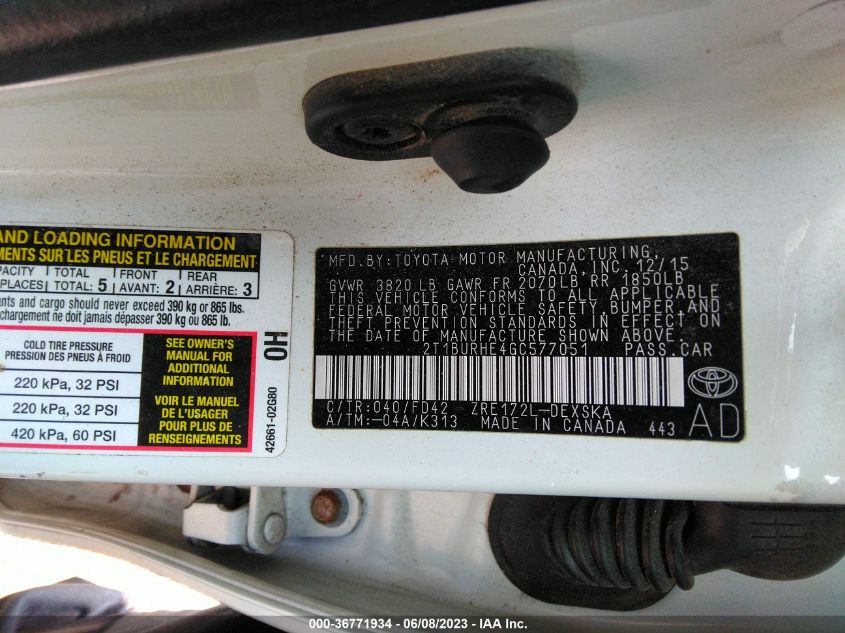 AND LOADING INFORMATION
EMENTS SUR LES PNEUS ET LE CHARGEMENT
PACITY TOTAL FRONT REAR
PLACES TOTAL: 5 AVANT: 2 ARRIÈRE: 3
nts and cargo should never exceed 390 kg or 865 lbs.
chargement ne doit jamais dépasser 390 kg ou 865 lb.
COLD TIRE PRESSURE
PRESSION DES PNEUS À FROID
220 kPa, 32 PSI
220 kPa, 32 PSI
420 kPa, 60 PSI
SEE OWNER'S
MANUAL FOR
ADDITIONAL
INFORMATION
VOIR LE MANUEL
DE L'USAGER
POUR PLUS DE
RENSEIGNEMENTS
0H
42661-02G80
MFD.BY:TOYOTA MOTOR MANUFACTURING,
CANADA,INC. 12/15
GVWR 3820 LB GAWR FR 2070LB RR 1850LB
THIS VEHICLE CONFORMS TO ALL APPLICABLE
FEDERAL MOTOR VEHICLE SAFETY,BUMPER,AND
THEFT PREVENTION STANDARDS IN EFFECT ON
THE DATE OF MANUFACTURE SHOWN ABOVE.
2T1BURHE4GC577051 PASS.CAR
C/TR:040/FD42 ZRE172L-DEXSKA
A/TM:-04A/K313 MADE IN CANADA 443
AD
000-36771934 - 06/08/2023 - IAA Inc.